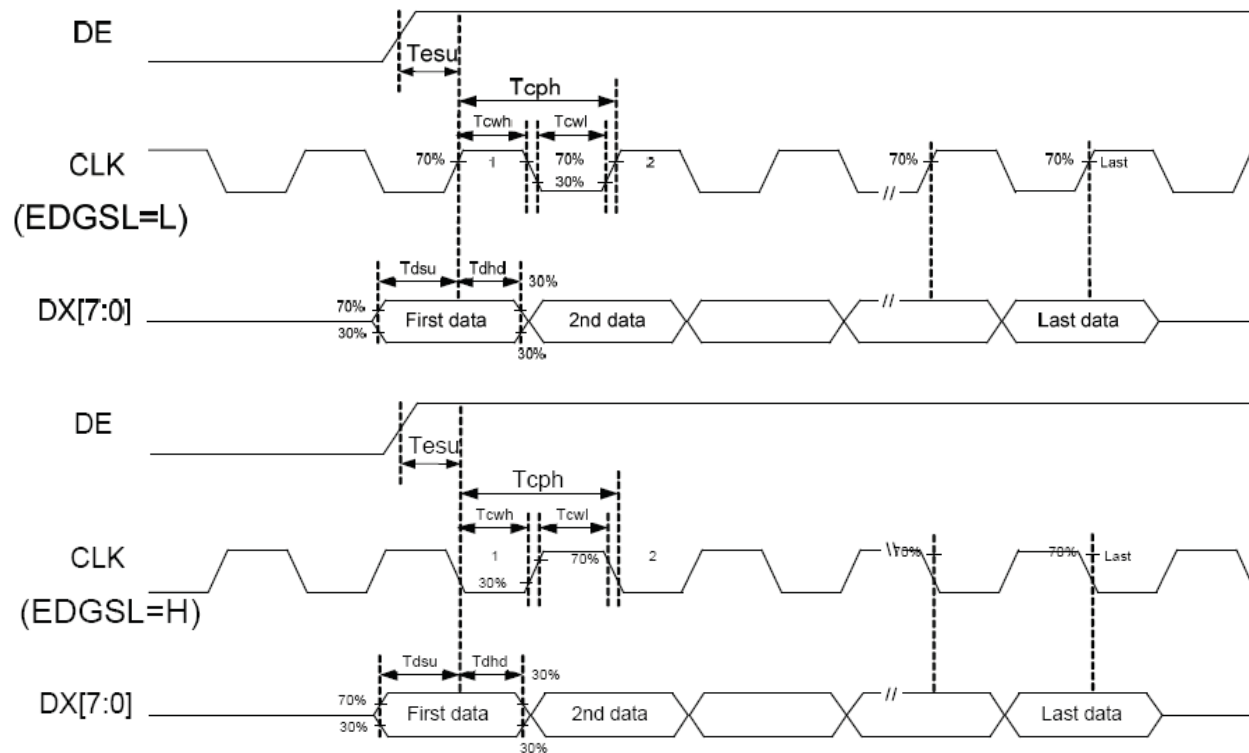 DE
Tesu
Tcph
Tcwh Tcwl
CLK 70% 1 70% 2 70% 70% Last
30%
//
(EDGSL=L)
Tdsu Tdhd 30%
DX[7:0] 70% First data 2nd data // Last data
30%
30%
DE
Tesu
Tcph
Tcwh Tcwl
CLK 1 70% 2 \\ 70% 70% Last
30%
(EDGSL=H)
Tdsu Tdhd 30%
DX[7:0] 70% First data 2nd data // Last data
30%
30%